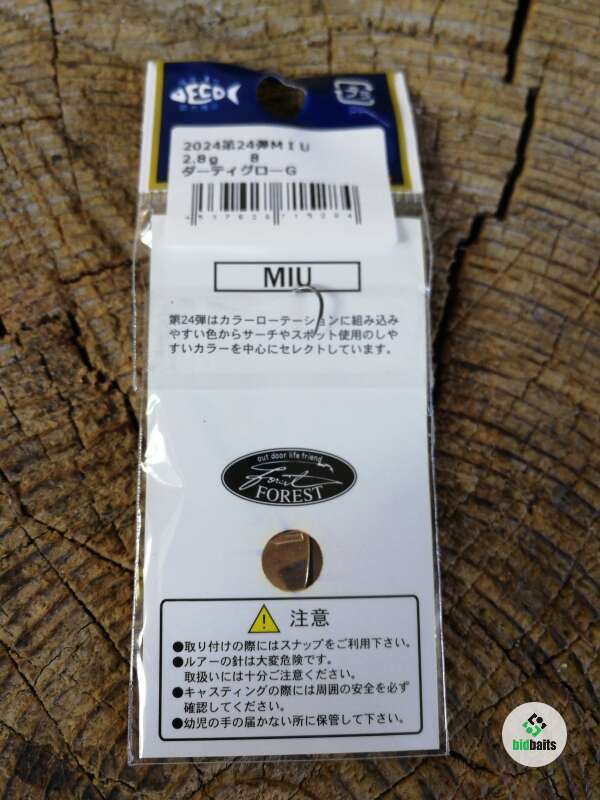 DECO
2024第24弾MIU
2.8g 8
ダーティグローG
MIU
第24弾はカラーローテーションに組み込み
やすい色からサーチやスポット使用のしや
すいカラーを中心にセレクトしています。
out door life friend
Forest
FOREST
注意
●取り付けの際にはスナップをご利用下さい。
●ルアーの針は大変危険です。
取扱いには十分ご注意ください。
●キャスティングの際には周囲の安全を必ず
確認してください。
●幼児の手の届かない所に保管して下さい。
bidbaits